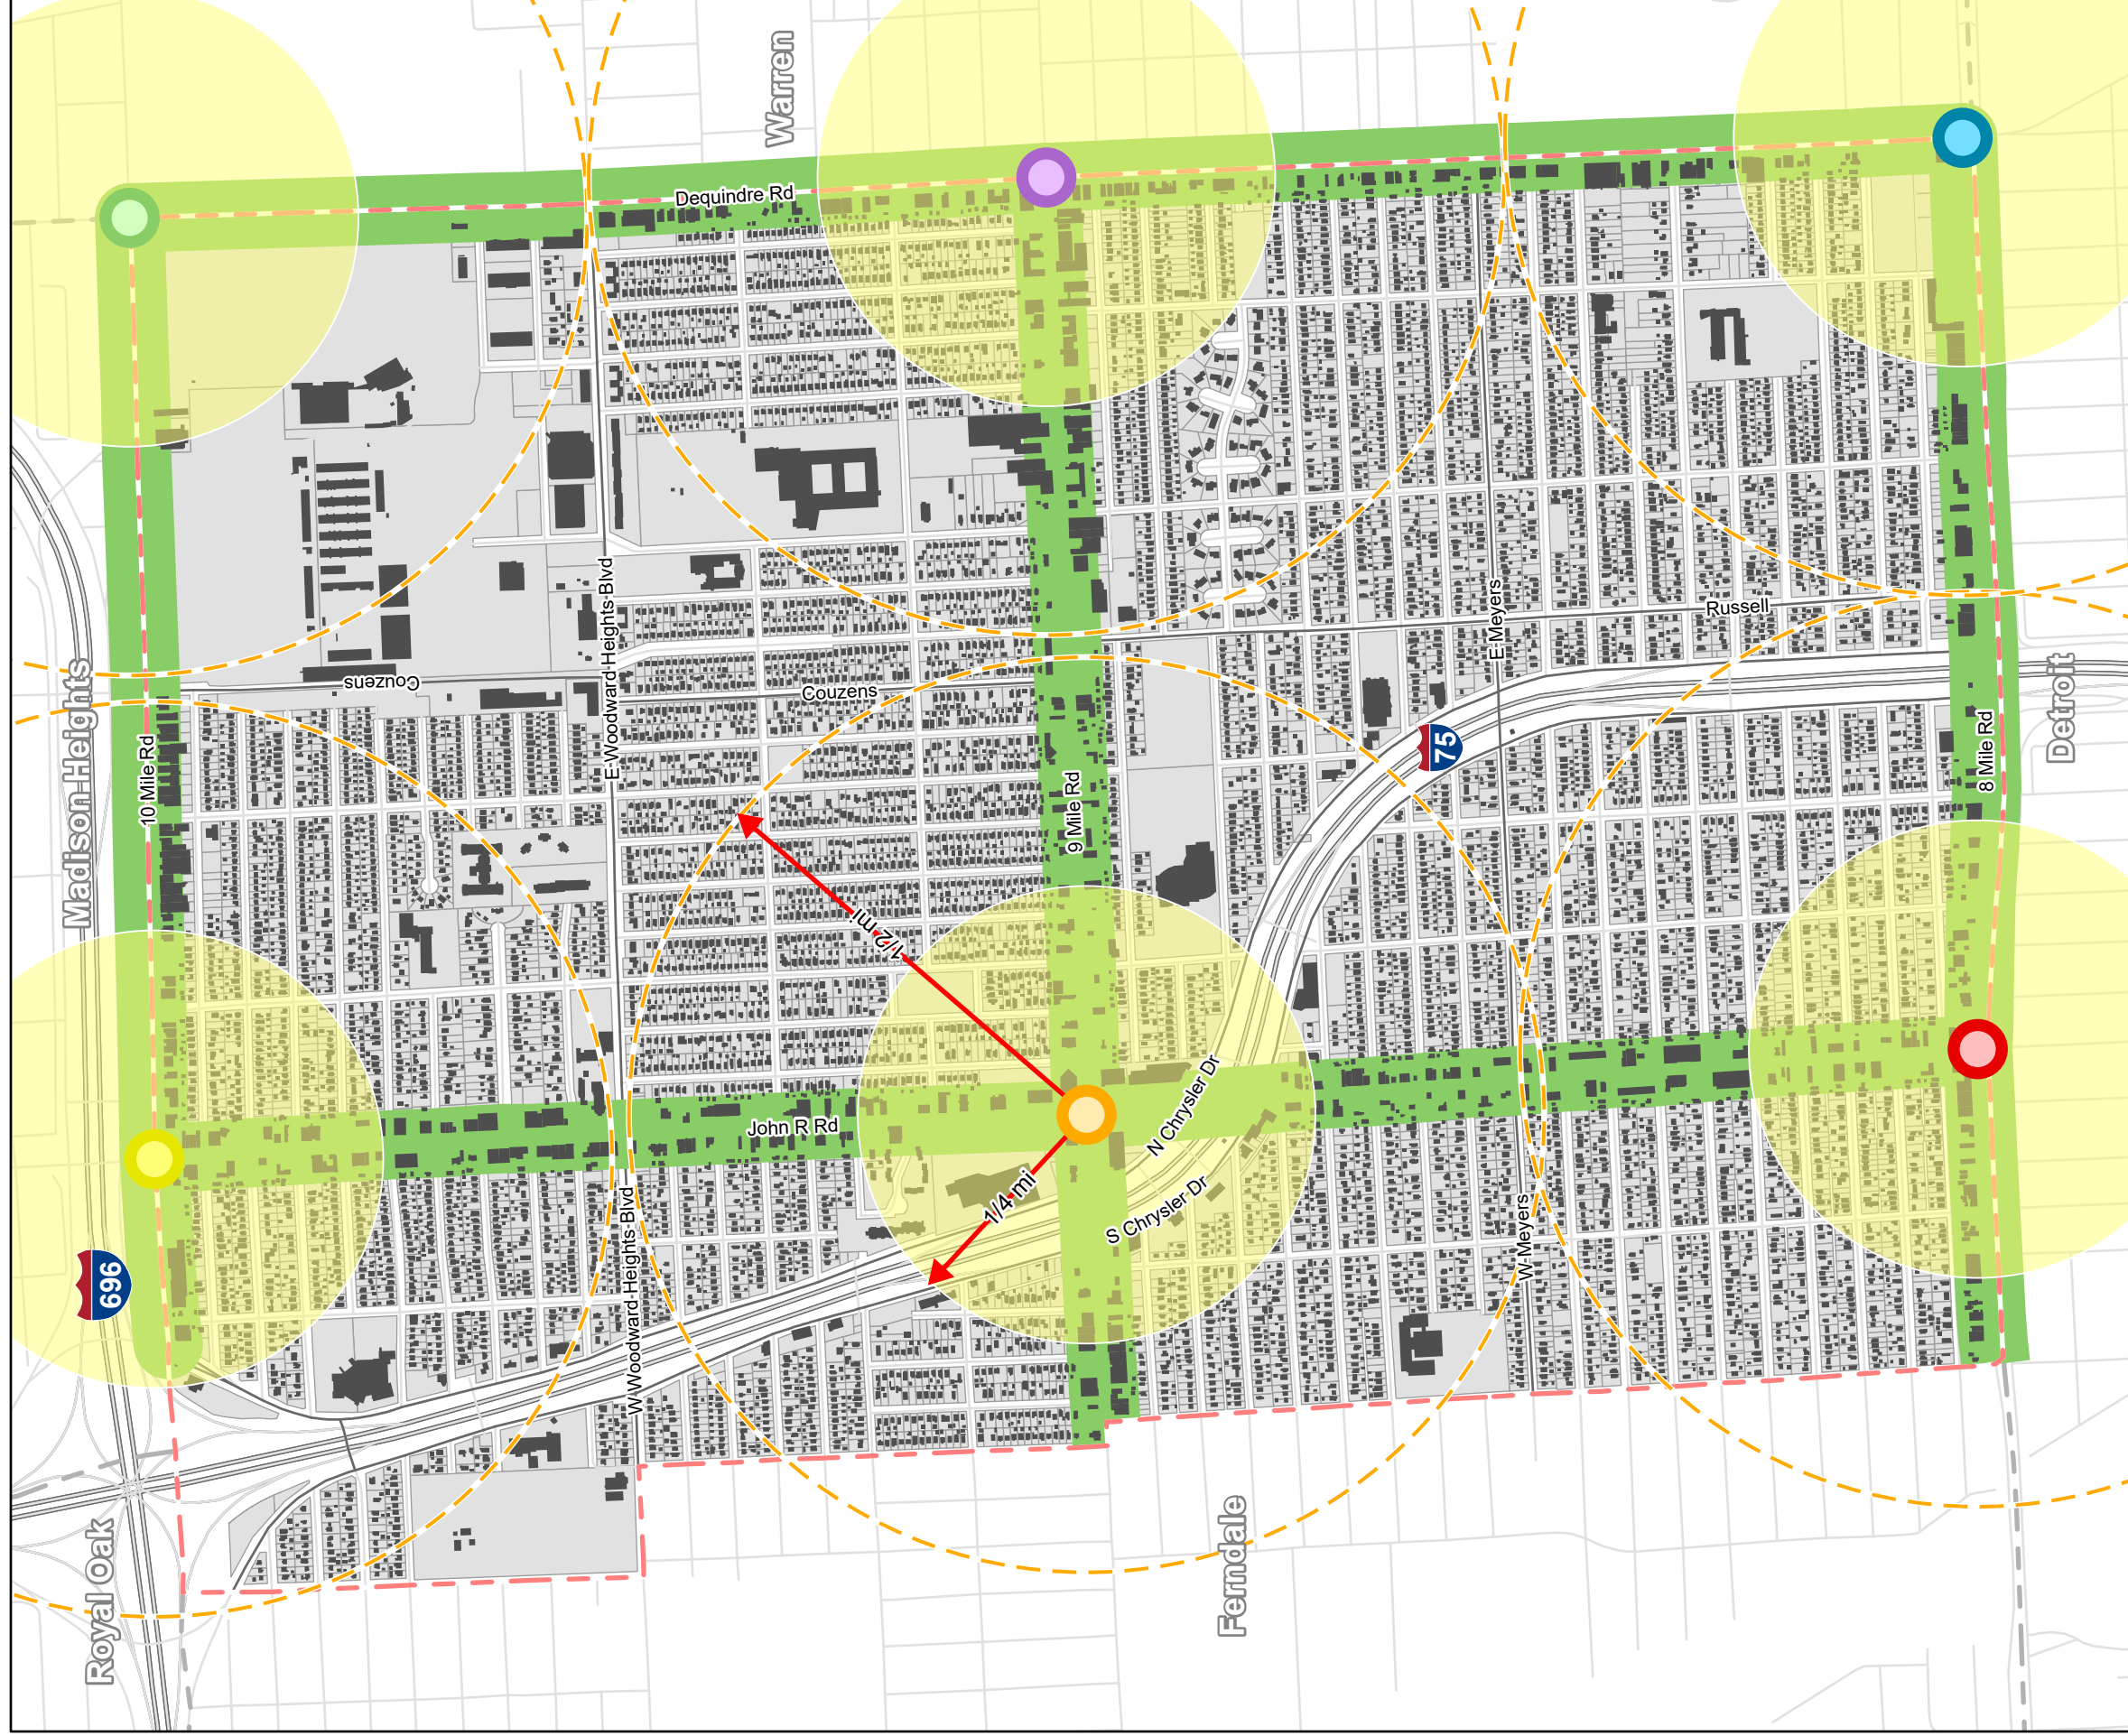 Warren
Dequindre Rd
E Woodward Heights Blvd
E Meyers
Russell
Couzens
Couzens
Madison Heights
10 Mile Rd
9 Mile Rd
8 Mile Rd
Detroit
75
1/2 mi
N Chrysler Dr
John R Rd
1/4 mi
S Chrysler Dr
W Woodward Heights Blvd
W Meyers
696
Royal Oak
Ferndale